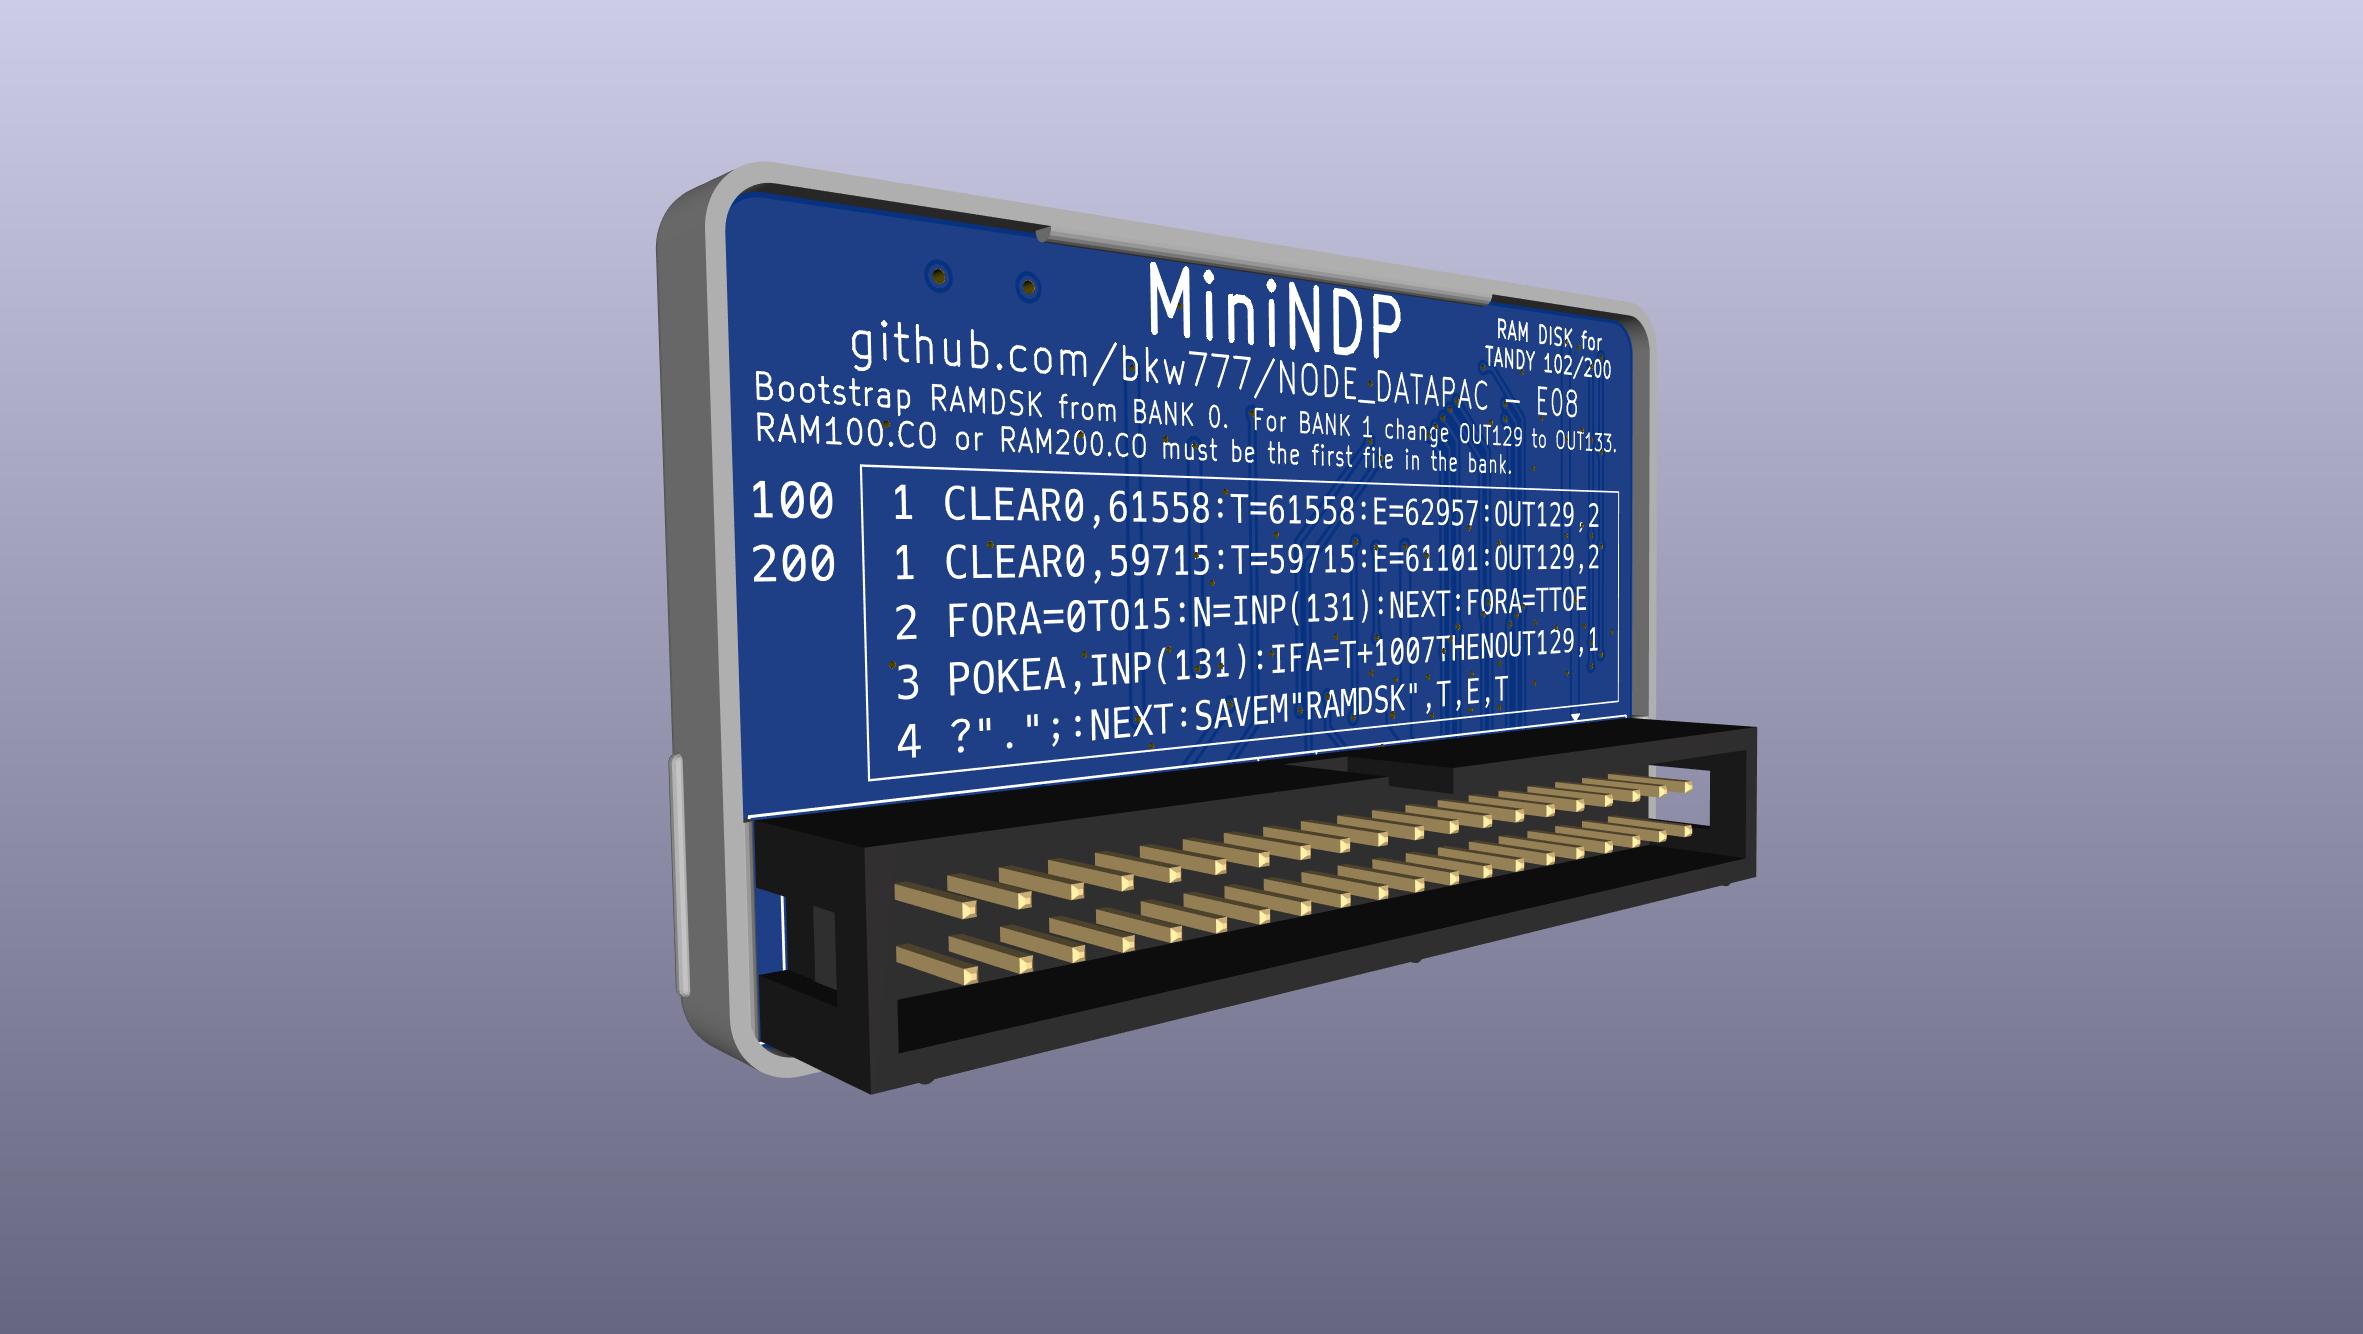 MiniNDP
RAM DISK for
TANDY 102/200
github.com/bkw777/NODE_DATAPAC – E08
Bootstrap RAMDSK from BANK 0.  For BANK 1 change OUT129 to OUT133.
RAM100.CO or RAM200.CO must be the first file in the bank.
100 1 CLEAR0,61558:T=61558:E=62957:OUT129,2
200 1 CLEAR0,59715:T=59715:E=61101:OUT129,2
2 FORA=0TO15:N=INP(131):NEXT:FORA=TTOE
3 POKEA,INP(131):IFA=T+1007THENOUT129,1
4 ?".";:NEXT:SAVEM"RAMDSK",T,E,T